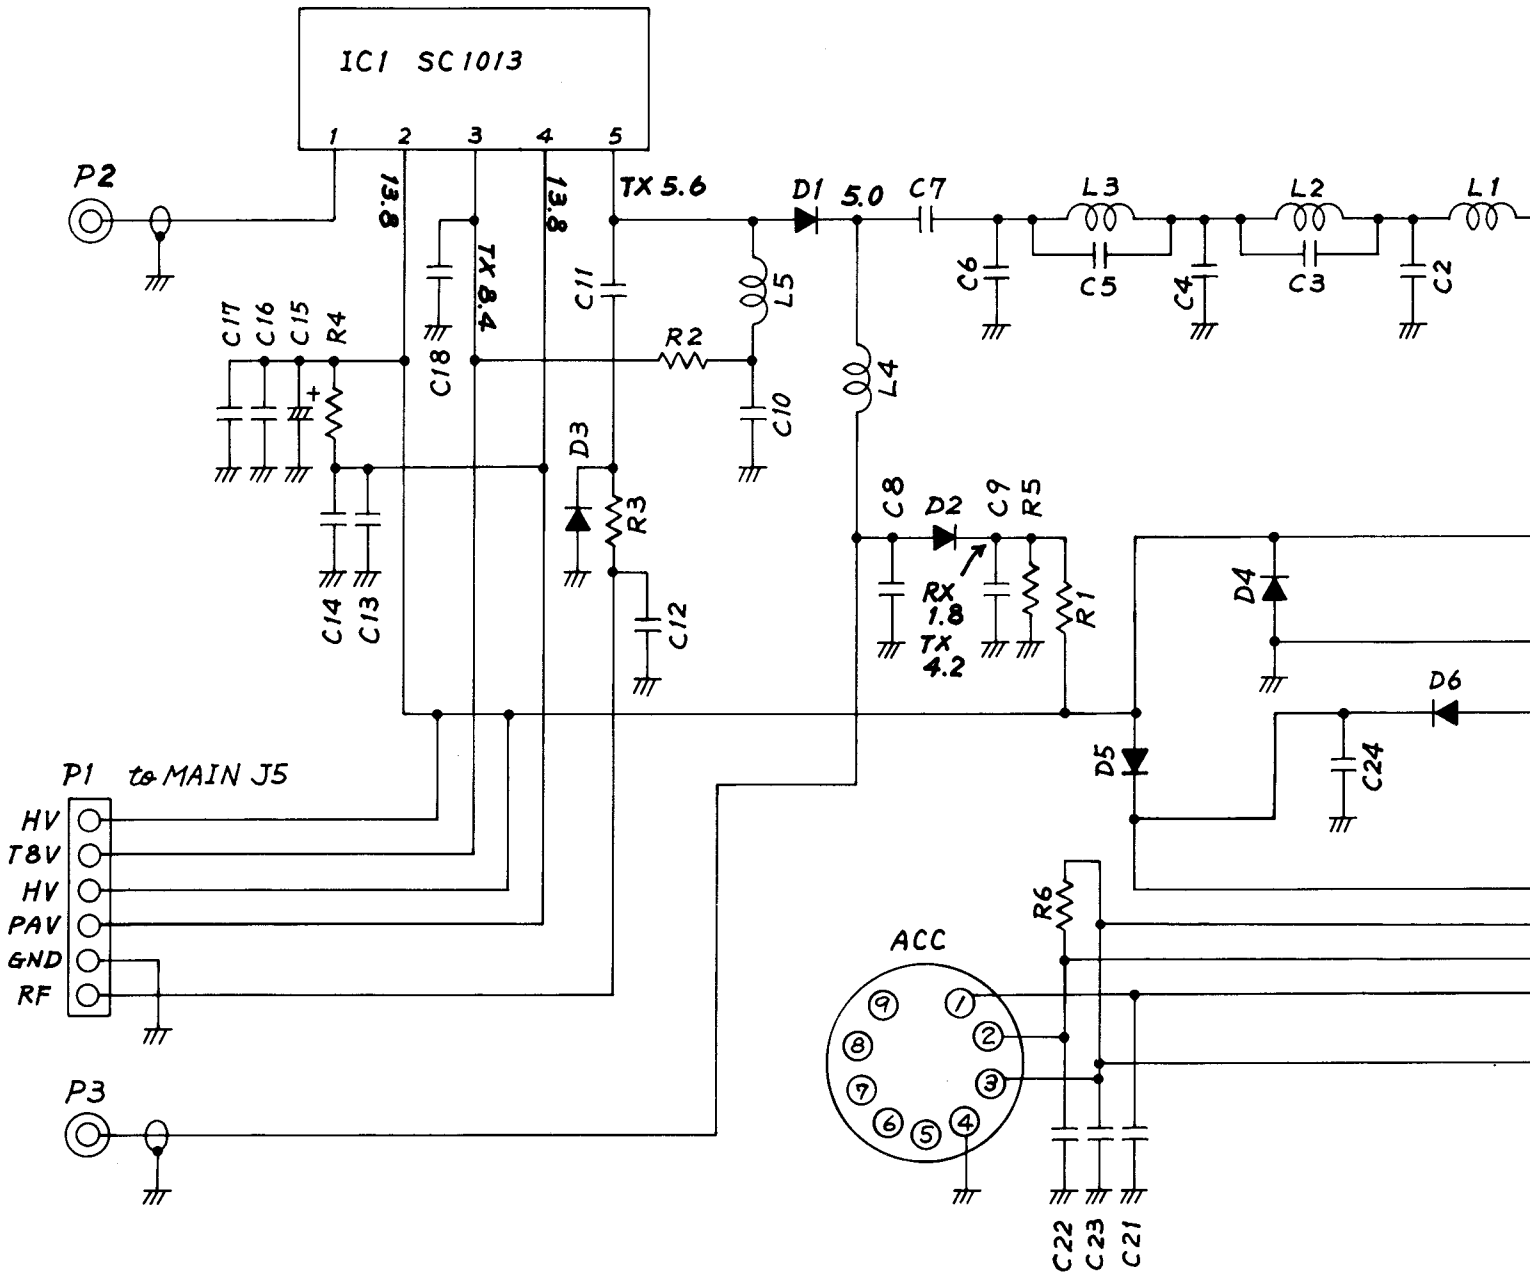 IC1 SC1013
1 2 3 4 5
P2
13.8
13.8
TX 5.6
D1
5.0
C7
L3
L2
L1
TX 8.4
C18
C11
L5
C6
C5
C4
C3
C2
C17
C16
C15
R4
+
R2
L4
C10
D3
R3
C8
D2
C9
R5
C14
C13
C12
RX
1.8
TX
4.2
R1
D4
D6
D5
C24
P1 to MAIN J5
HV
T8V
HV
PAV
GND
RF
R6
ACC
1
2
3
4
5
6
7
8
9
P3
C22
C23
C21